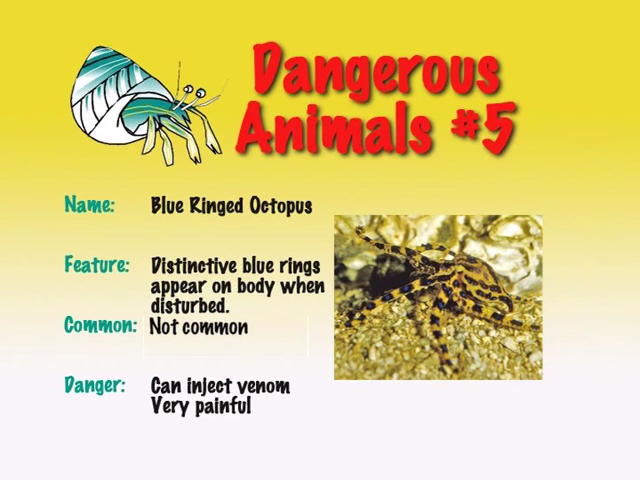 Dangerous
Animals #5
Name: Blue Ringed Octopus
Feature: Distinctive blue rings
appear on body when
disturbed.
Common: Not common
Danger: Can inject venom
Very painful